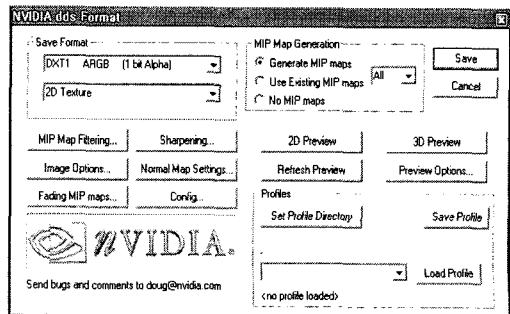 NVIDIA dds Format
Save Format
DXT1 ARGB (1 bit Alpha)
2D Texture
MIP Map Generation
Generate MIP maps
Use Existing MIP maps
All
No MIP maps
Save
Cancel
MIP Map Filtering...
Sharpening...
2D Preview
3D Preview
Image Options...
Normal Map Settings...
Refresh Preview
Preview Options...
Fading MIP maps...
Config...
Profiles
Set Profile Directory
Save Profile
nVIDIA.
Load Profile
Send bugs and comments to doug@nvidia.com
<no profile loaded>